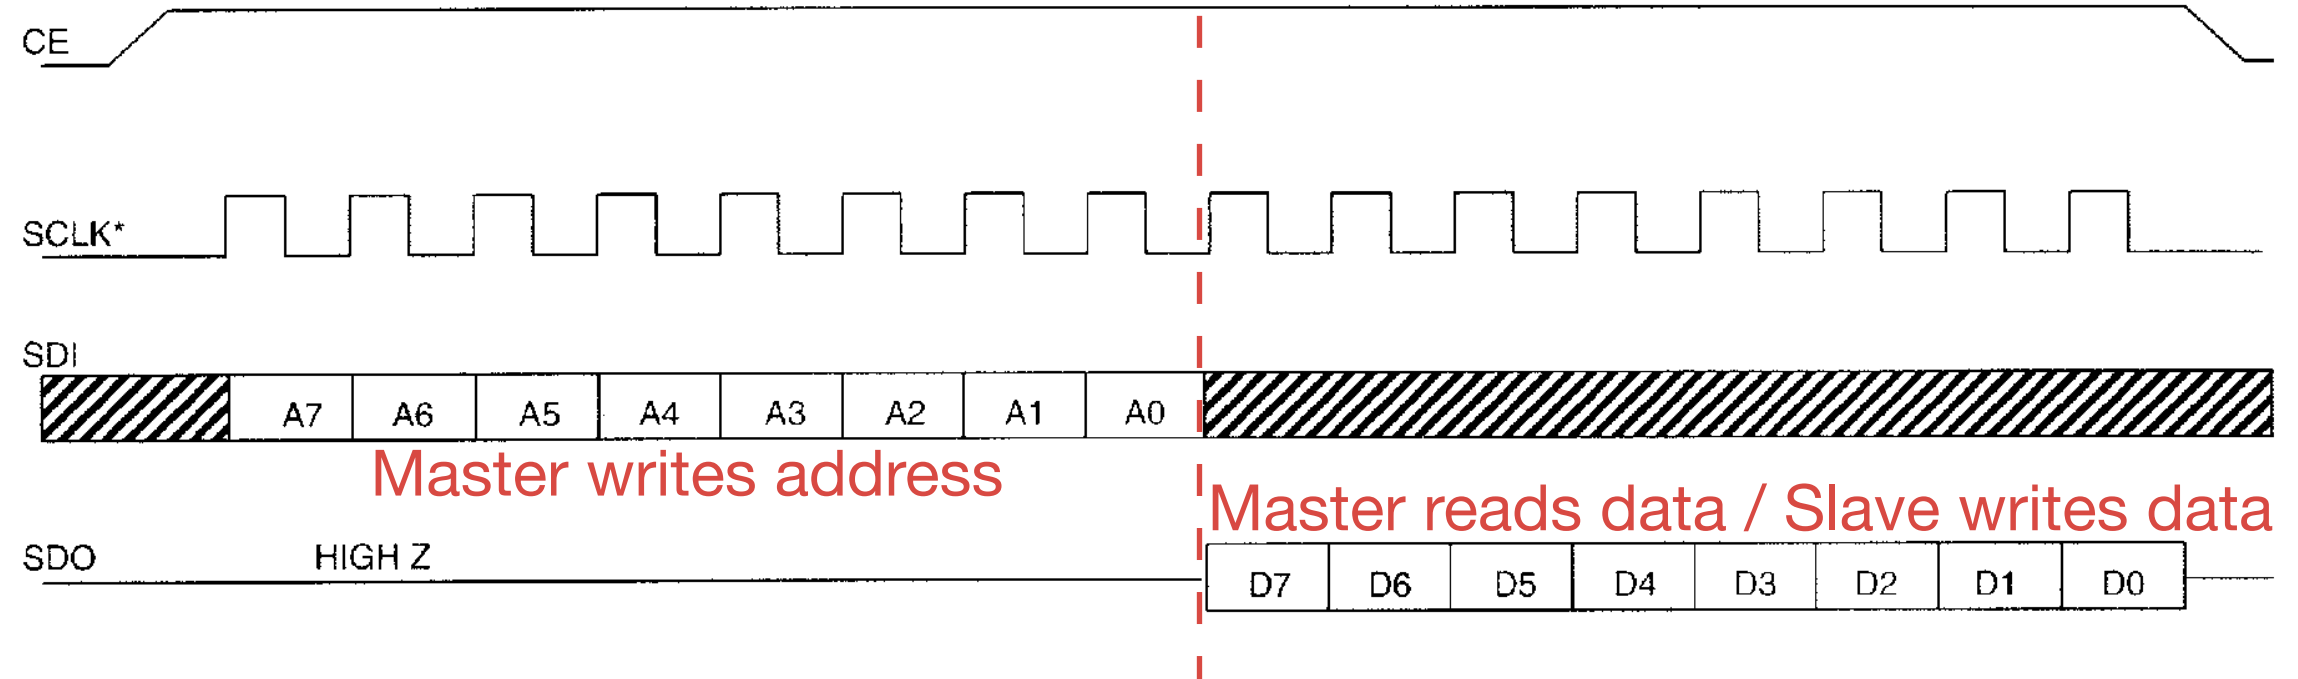 CE
SCLK*
SDI
A7 A6 A5 A4 A3 A2 A1 A0
Master writes address
Master reads data / Slave writes data
SDO HIGH Z
D7 D6 D5 D4 D3 D2 D1 D0